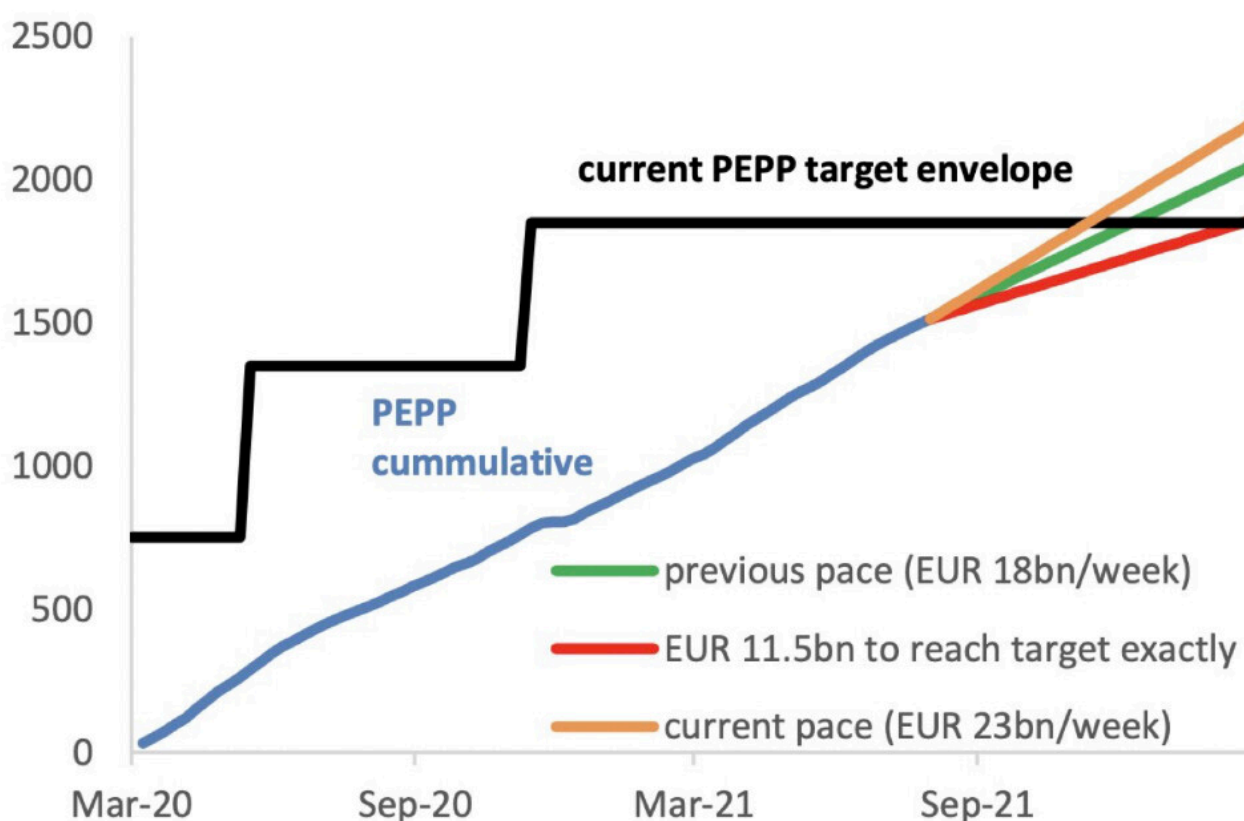 2500
2000
1500
1000
500
0
current PEPP target envelope
PEPP
cummulative
previous pace (EUR 18bn/week)
EUR 11.5bn to reach target exactly
current pace (EUR 23bn/week)
Mar-20
Sep-20
Mar-21
Sep-21